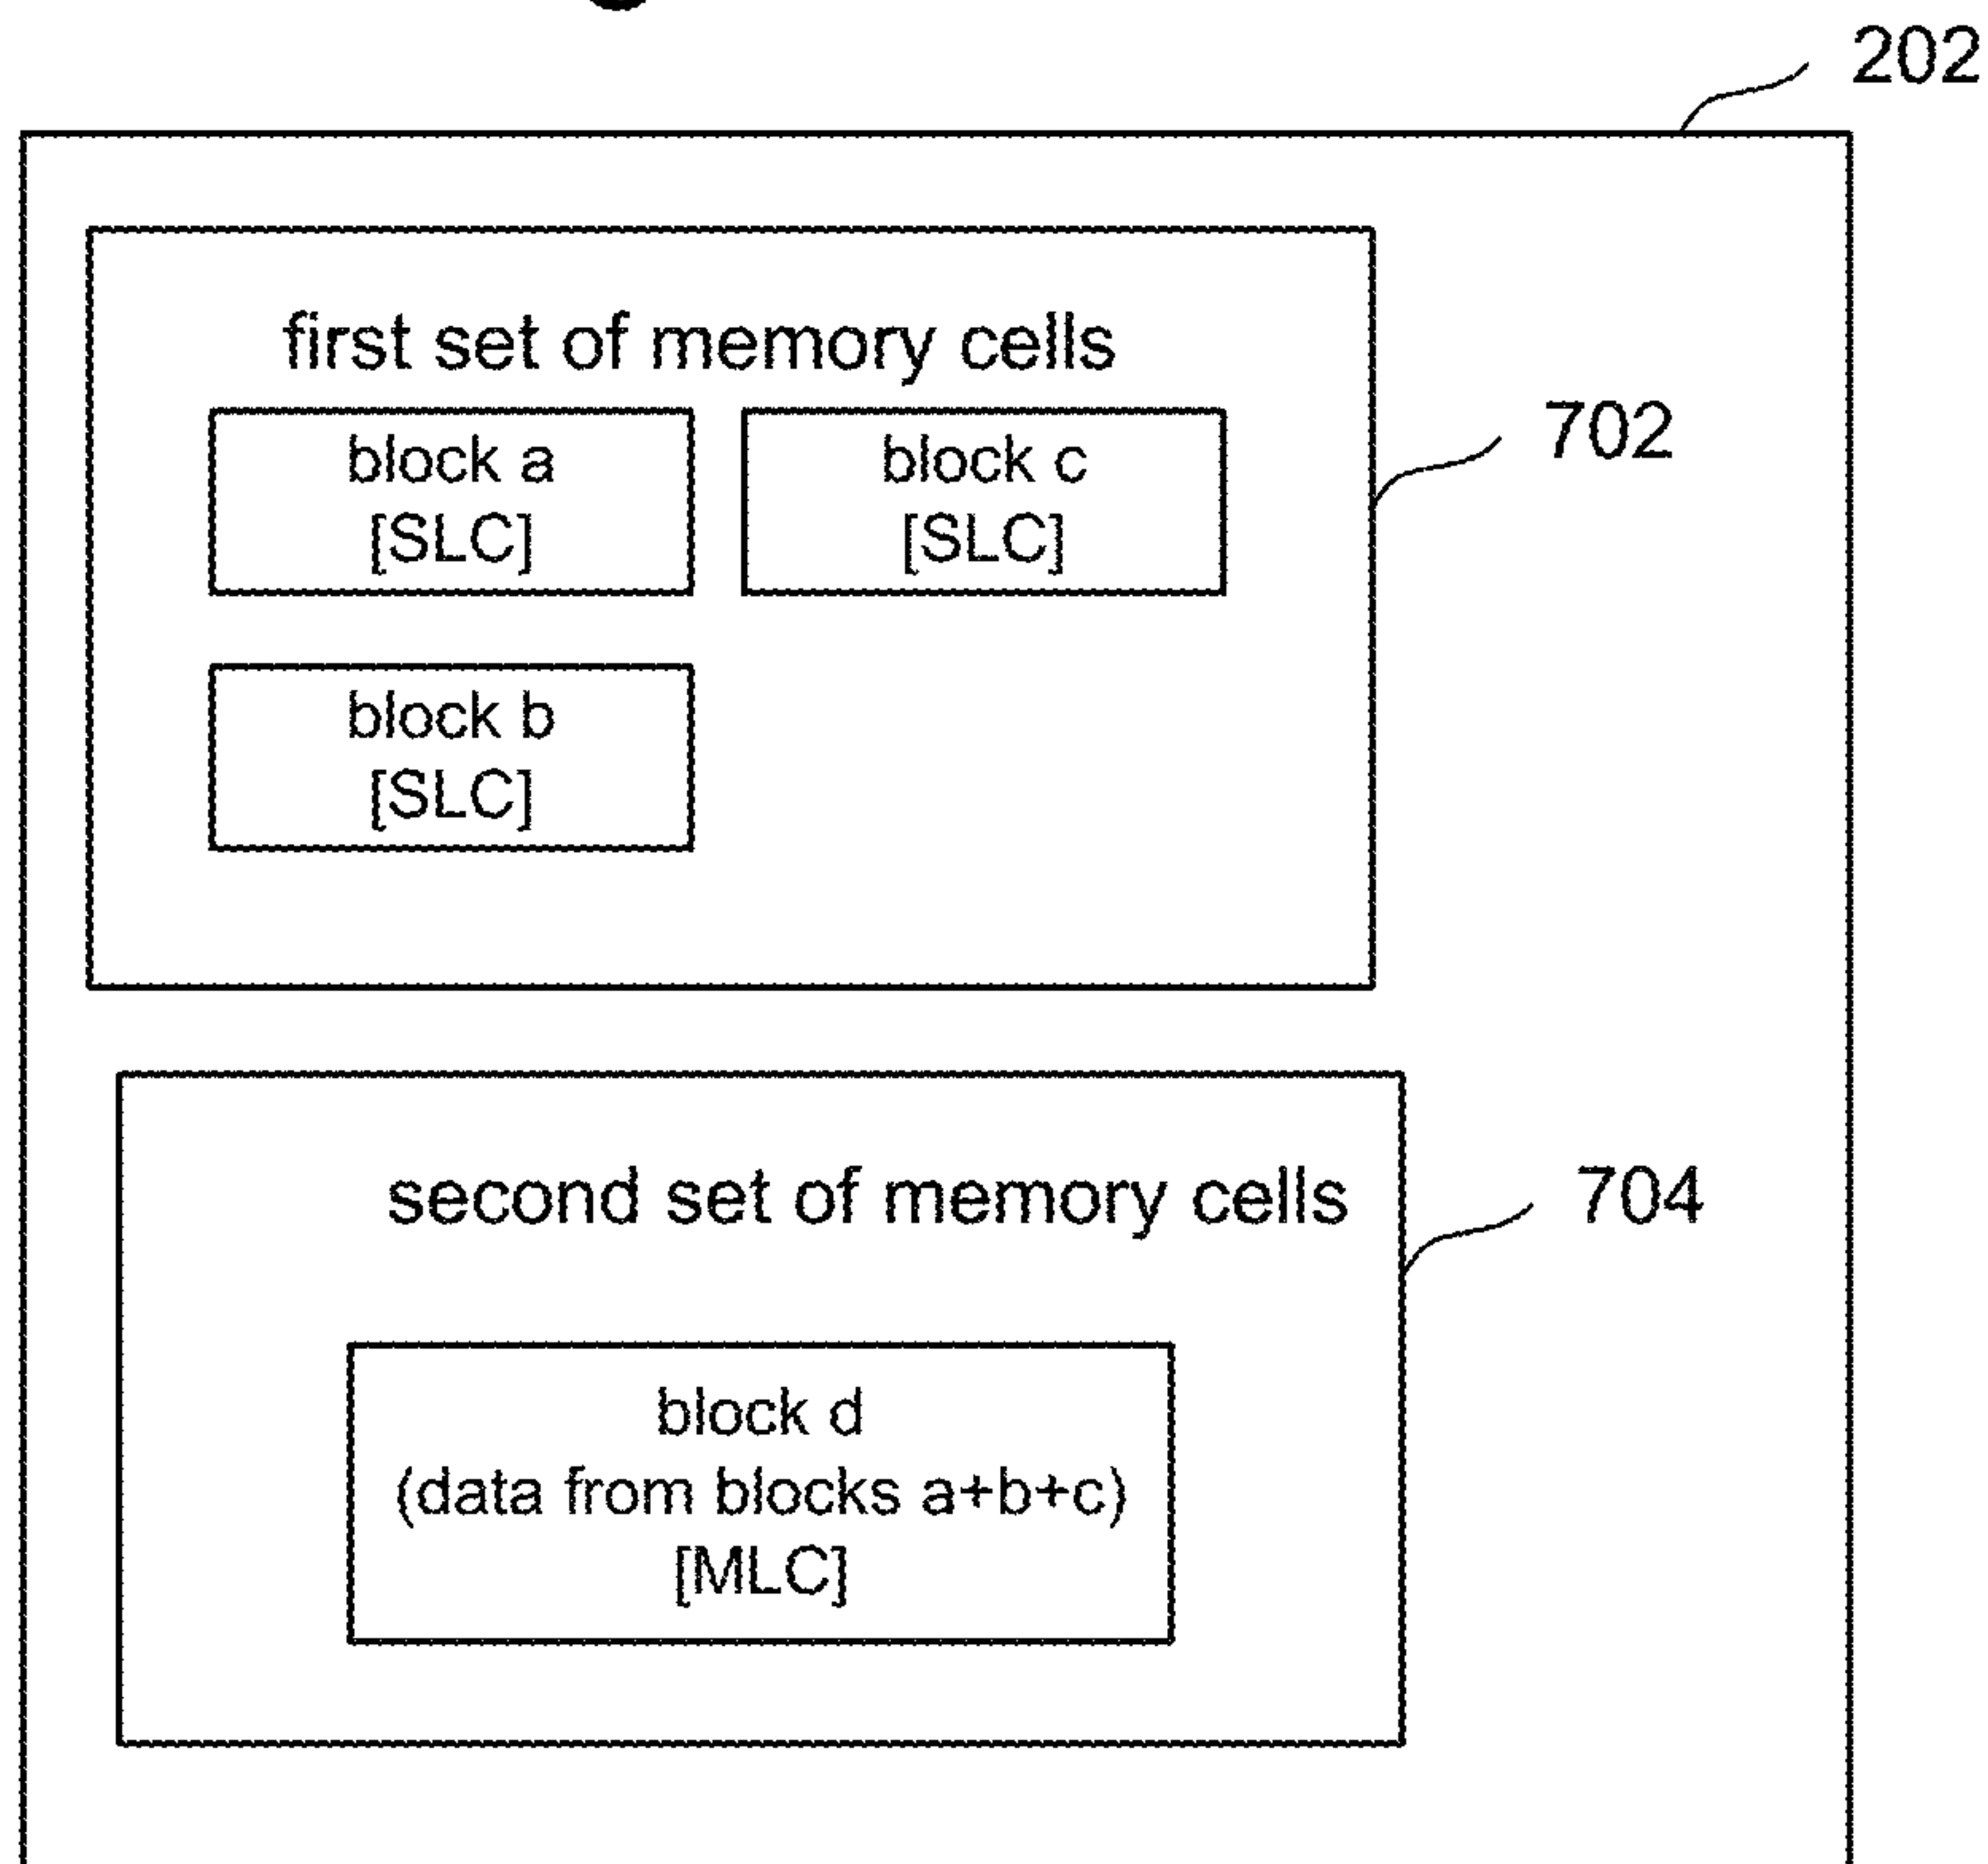 202
first set of memory cells
block a
[SLC]
block c
[SLC]
702
block b
[SLC]
second set of memory cells
704
block d
(data from blocks a+b+c)
[MLC]